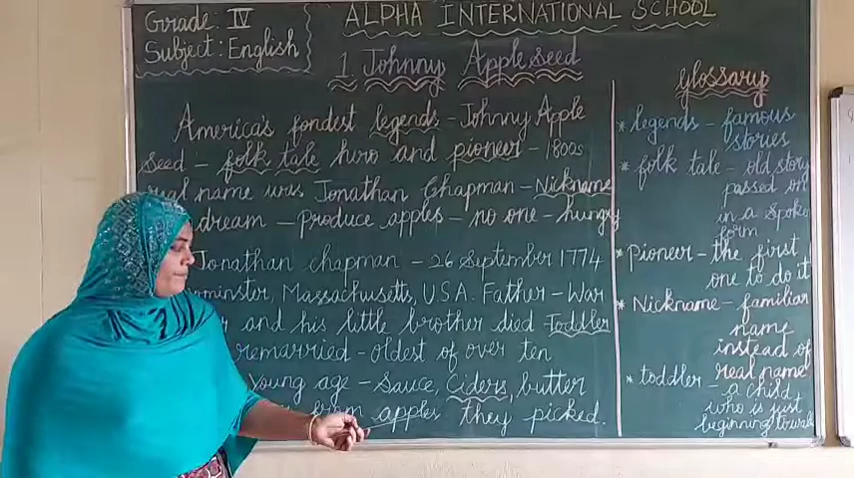 Grade: IV
Subject: English
ALPHA INTERNATIONAL SCHOOL
1. Johnny Apple seed
America's fondest legends - Johnny Apple
seed - folk tale hero and pioneer - 1800s
real name was Jonathan Chapman - Nickname
dream - Produce apples - no one - hungry
Jonathan chapman - 26 September 1774
Massachusetts, U.S.A. Father - War
and his little brother died Toddler
remarried - oldest of over ten
young age - Sauce, Ciders, butter
from apples they picked.
glossary
* legends - famous
stories
* folk tale - old story
passed on
in a spoken
form
* Pioneer - the first
one to do it
* Nickname - familiar
name
instead of
real name
* toddler - a child
who is just
beginning to walk